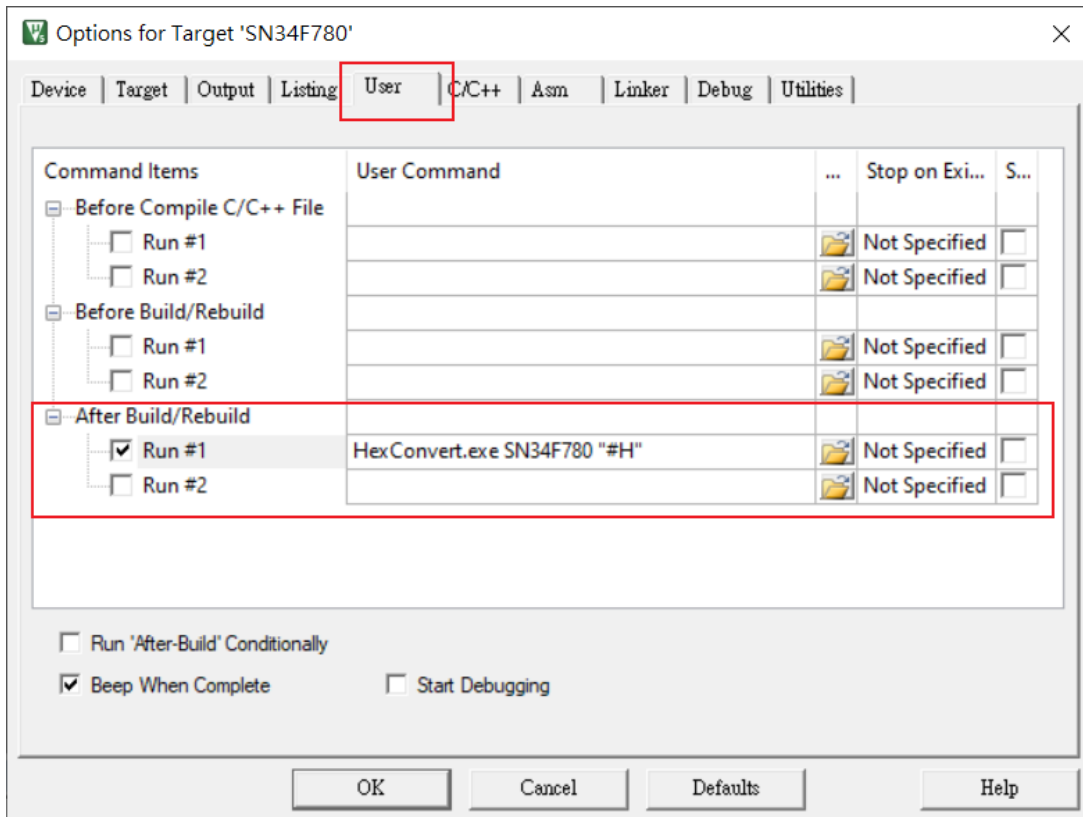 Options for Target 'SN34F780'
Device Target Output Listing User C/C++ Asm Linker Debug Utilities
Command Items User Command ... Stop on Exi... S...
Before Compile C/C++ File
Run #1 Not Specified
Run #2 Not Specified
Before Build/Rebuild
Run #1 Not Specified
Run #2 Not Specified
After Build/Rebuild
Run #1 HexConvert.exe SN34F780 "#H" Not Specified
Run #2 Not Specified
Run 'After-Build' Conditionally
Beep When Complete Start Debugging
OK Cancel Defaults Help